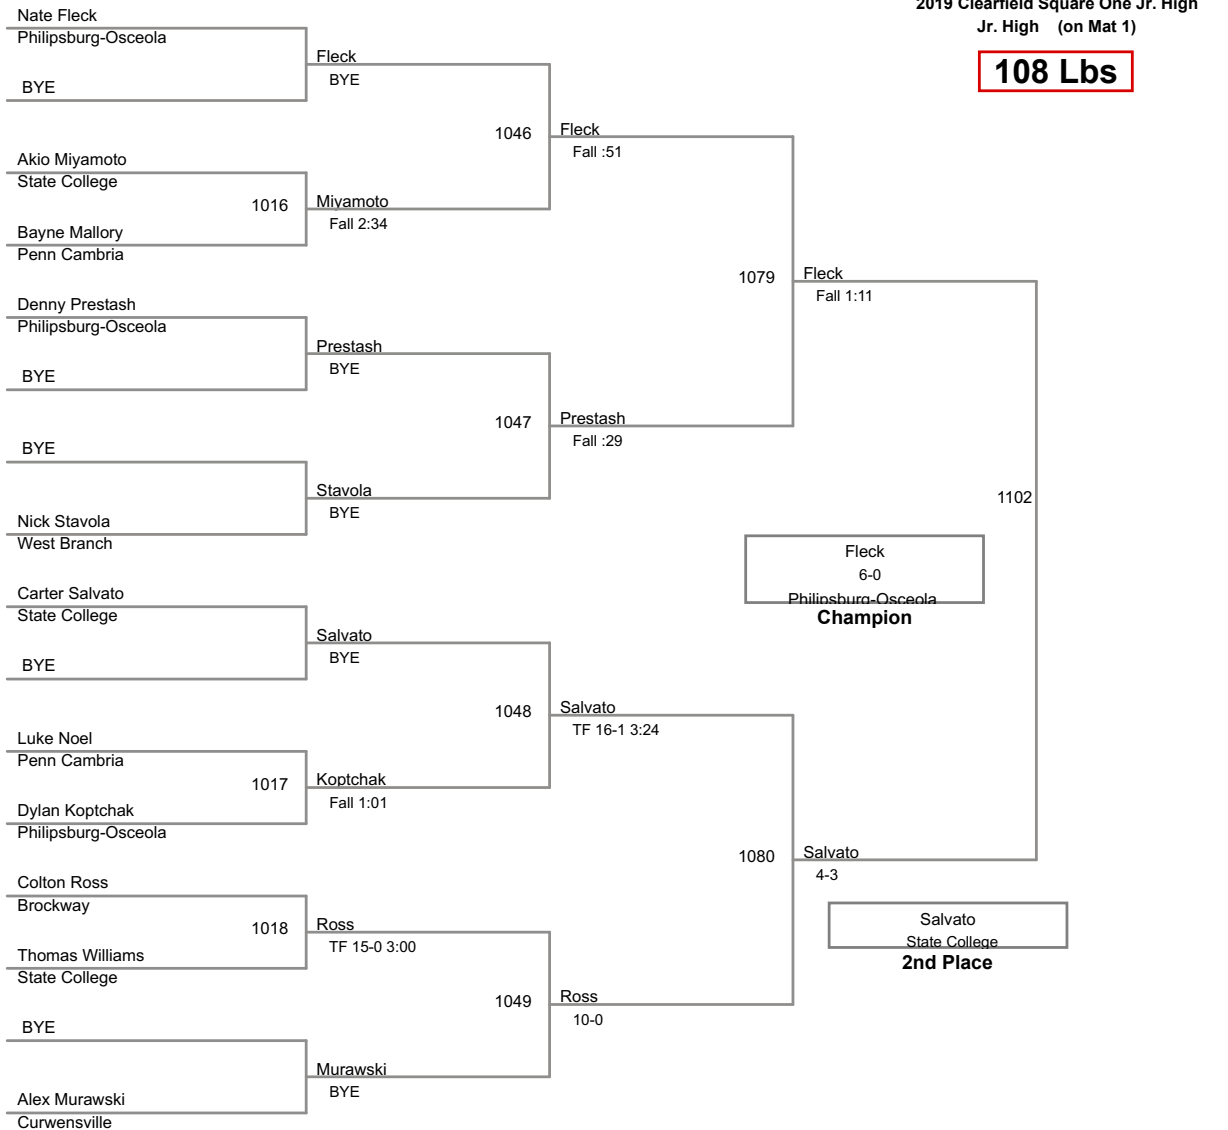 2019 Clearfield Square One Jr. High
Jr. High (on Mat 1)
108 Lbs
Nate Fleck
Philipsburg-Osceola
BYE
Akio Miyamoto
State College
Bayne Mallory
Penn Cambria
Denny Prestash
Philipsburg-Osceola
BYE
BYE
Nick Stavola
West Branch
Carter Salvato
State College
BYE
Luke Noel
Penn Cambria
Dylan Koptchak
Philipsburg-Osceola
Colton Ross
Brockway
Thomas Williams
State College
BYE
Alex Murawski
Curwensville
1016
1017
1018
Fleck
BYE
Miyamoto
Fall 2:34
Prestash
BYE
Stavola
BYE
Salvato
BYE
Koptchak
Fall 1:01
Ross
TF 15-0 3:00
Murawski
BYE
1046
1047
1048
1049
Fleck
Fall :51
Prestash
Fall :29
Salvato
TF 16-1 3:24
Ross
10-0
1079
1080
Fleck
Fall 1:11
Salvato
4-3
1102
Fleck
6-0
Philipsburg-Osceola
Champion
Salvato
State College
2nd Place